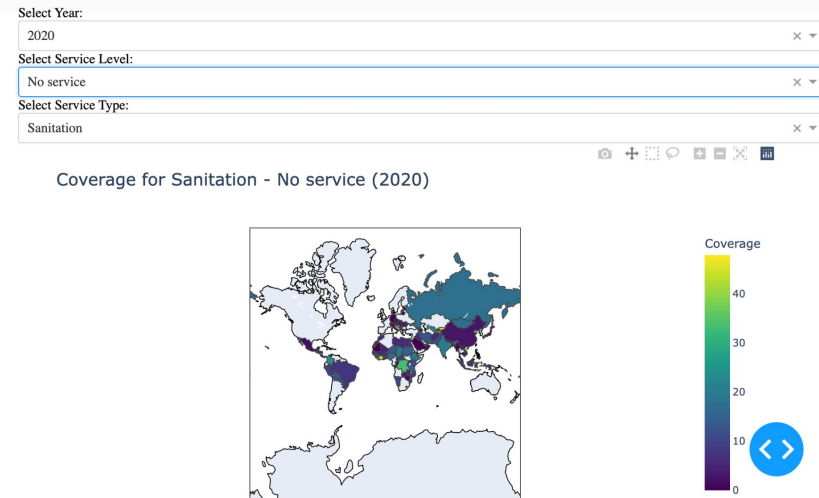 Select Year:
2020
Select Service Level:
No service
Select Service Type:
Sanitation
Coverage for Sanitation - No service (2020)
Coverage
40
30
20
10
0